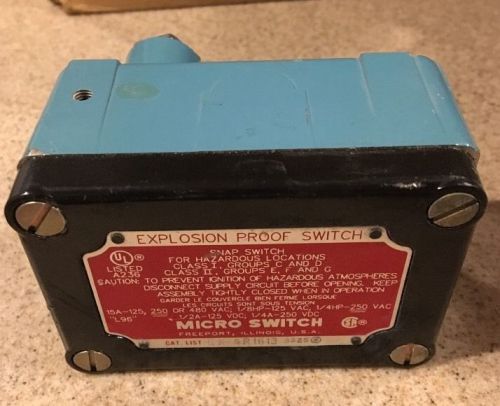 EXPLOSION PROOF SWITCH
UL
LISTED
A236
SNAP SWITCH
FOR HAZARDOUS LOCATIONS
CLASS I, GROUPS C AND D
CLASS II, GROUPS E, F AND G
CAUTION: TO PREVENT IGNITION OF HAZARDOUS ATMOSPHERES
DISCONNECT SUPPLY CIRCUIT BEFORE OPENING. KEEP
ASSEMBLY TIGHTLY CLOSED WHEN IN OPERATION
GARDER LE COUVERCLE BIEN FERME LORSQUE
LES CIRCUITS SONT SOUS TENSION
15A-125, 250 OR 480 VAC, 1/8HP-125 VAC, 1/4HP-250 VAC
"L96" 1/2A-125 VDC, 1/4A-250 VDC
MICRO SWITCH
FREEPORT, ILLINOIS, U.S.A.
CAT. LIST